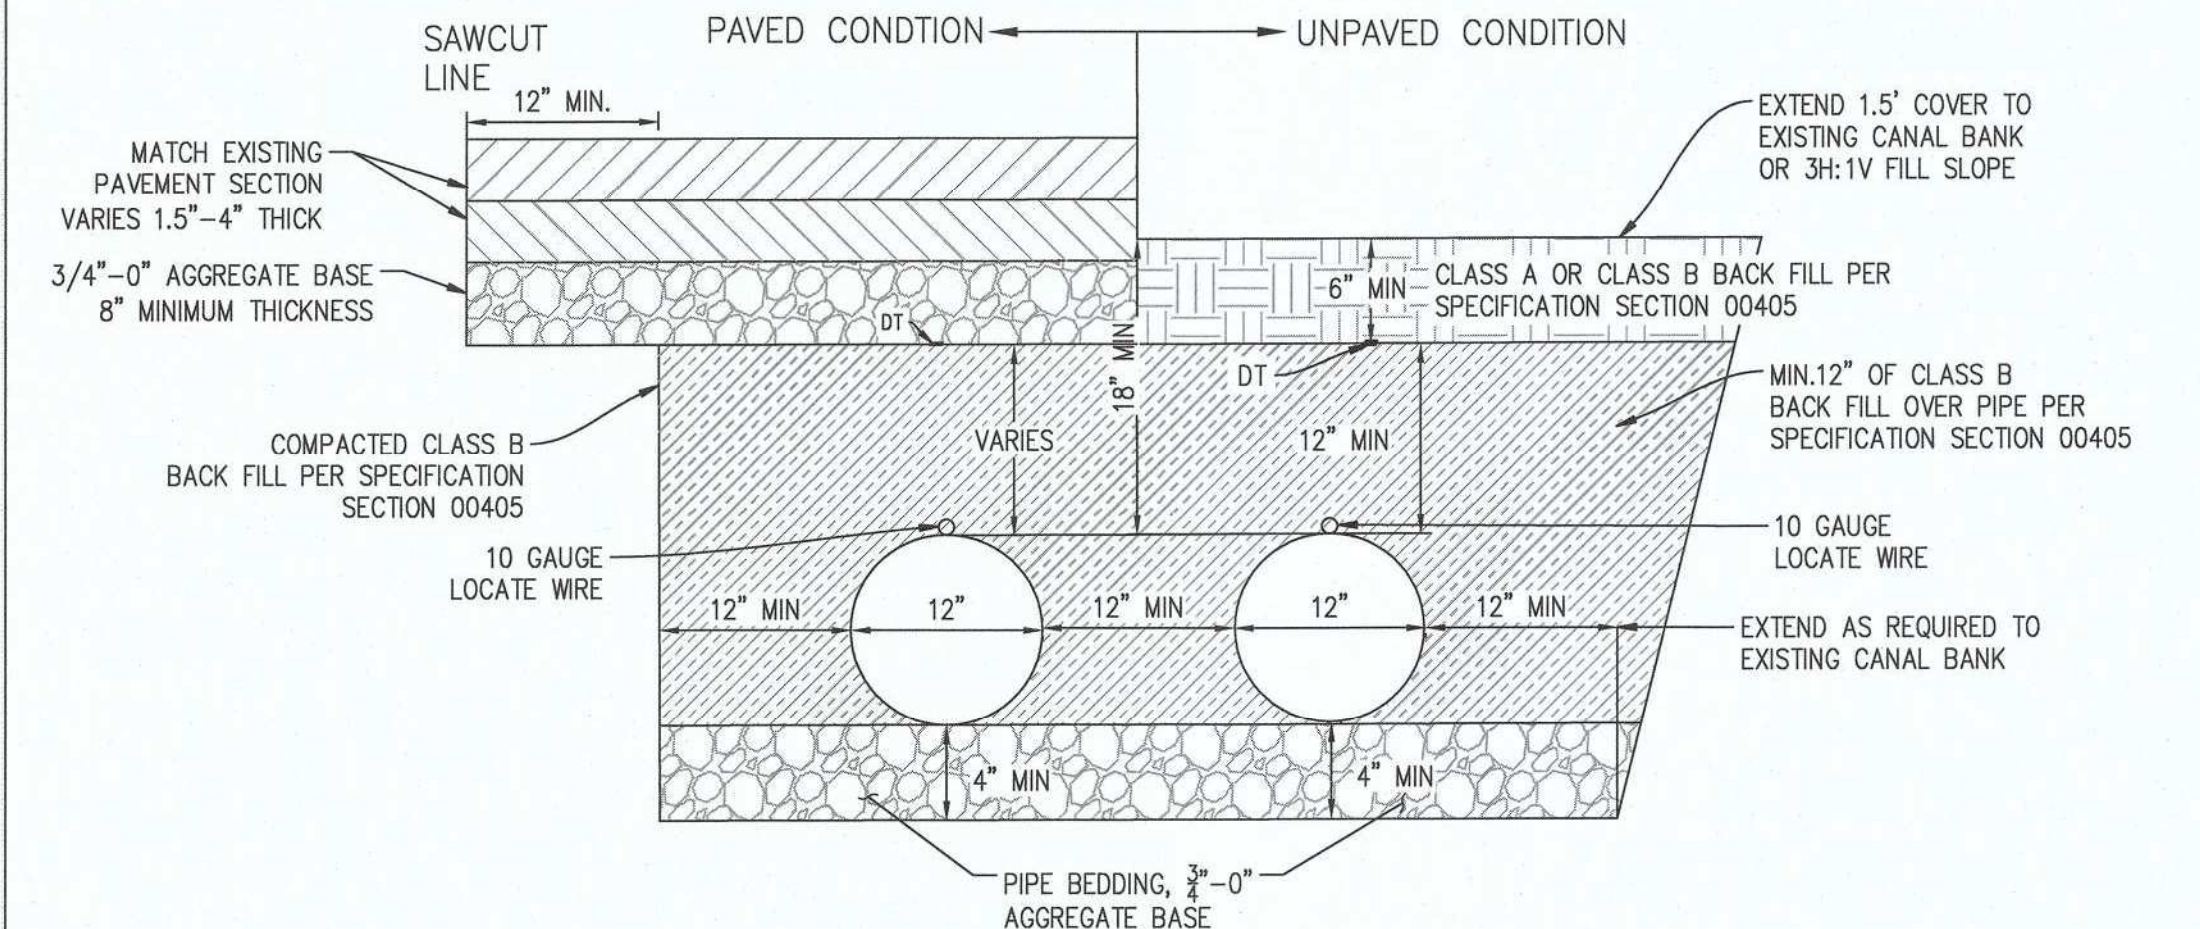 SAWCUT
LINE
PAVED CONDTION
UNPAVED CONDITION
12" MIN.
MATCH EXISTING
PAVEMENT SECTION
VARIES 1.5"-4" THICK
3/4"-0" AGGREGATE BASE
8" MINIMUM THICKNESS
EXTEND 1.5' COVER TO
EXISTING CANAL BANK
OR 3H:1V FILL SLOPE
6" MIN
CLASS A OR CLASS B BACK FILL PER
SPECIFICATION SECTION 00405
DT
18" MIN
DT
MIN.12" OF CLASS B
BACK FILL OVER PIPE PER
SPECIFICATION SECTION 00405
COMPACTED CLASS B
BACK FILL PER SPECIFICATION
SECTION 00405
VARIES
12" MIN
10 GAUGE
LOCATE WIRE
10 GAUGE
LOCATE WIRE
12" MIN
12"
12" MIN
12"
12" MIN
EXTEND AS REQUIRED TO
EXISTING CANAL BANK
4" MIN
4" MIN
PIPE BEDDING, 3/4"-0"
AGGREGATE BASE